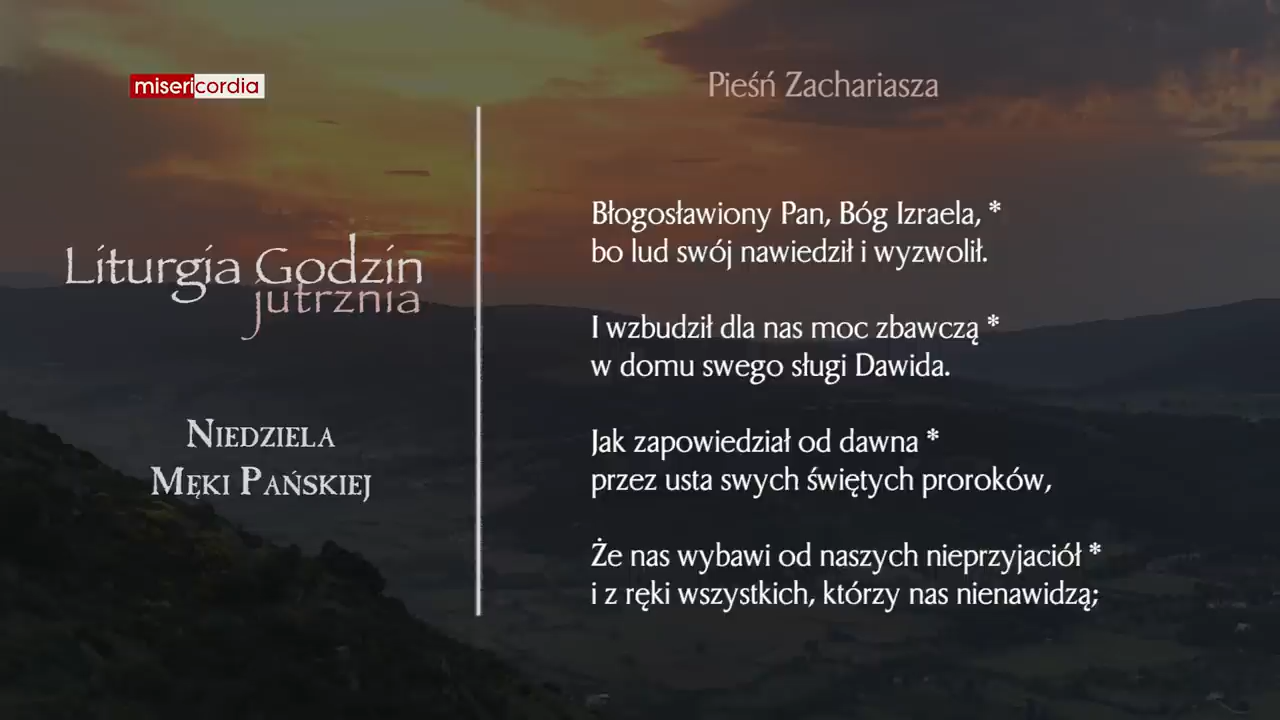 misericordia
Liturgia Godzin
jutrznia
Niedziela
Męki Pańskiej
Pieśń Zachariasza
Błogosławiony Pan, Bóg Izraela, *
bo lud swój nawiedził i wyzwolił.
I wzbudził dla nas moc zbawczą *
w domu swego sługi Dawida.
Jak zapowiedział od dawna *
przez usta swych świętych proroków,
Że nas wybawi od naszych nieprzyjaciół *
i z ręki wszystkich, którzy nas nienawidzą;